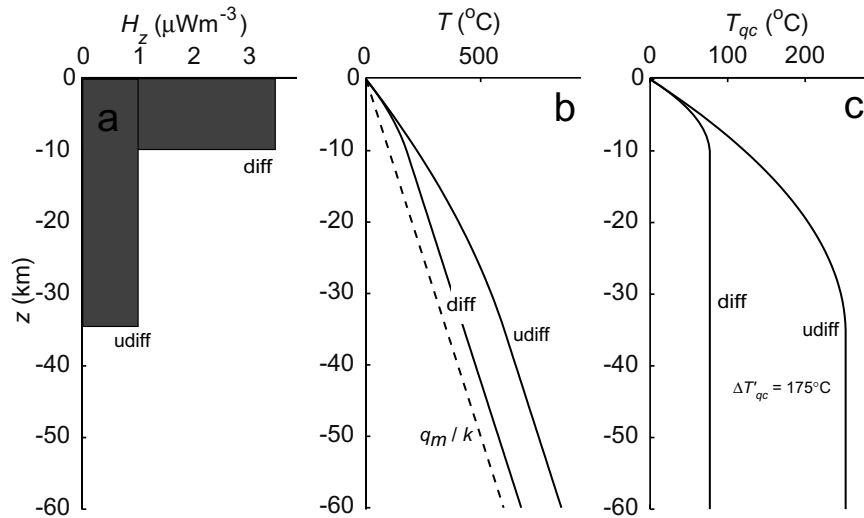 H_z (μWm⁻³)
0 1 2 3
0
-10
-20
-30
-40
-50
-60
z (km)
a
diff
udiff
T (°C)
0 500
0
-10
-20
-30
-40
-50
-60
b
diff
udiff
q_m / k
T_qc (°C)
0 100 200
0
-10
-20
-30
-40
-50
-60
c
diff
udiff
ΔT'_qc = 175°C